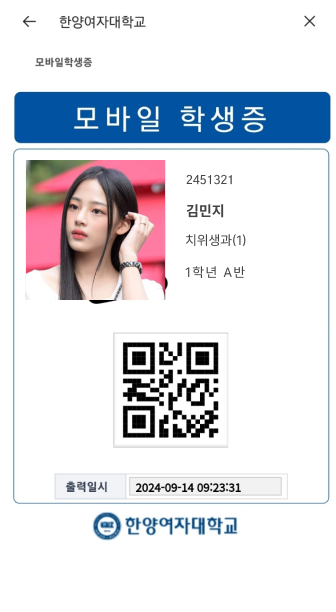 한양여자대학교
모바일학생증
모바일 학생증
2451321
김민지
치위생과(1)
1학년 A반
출력일시 2024-09-14 09:23:31
한양여자대학교